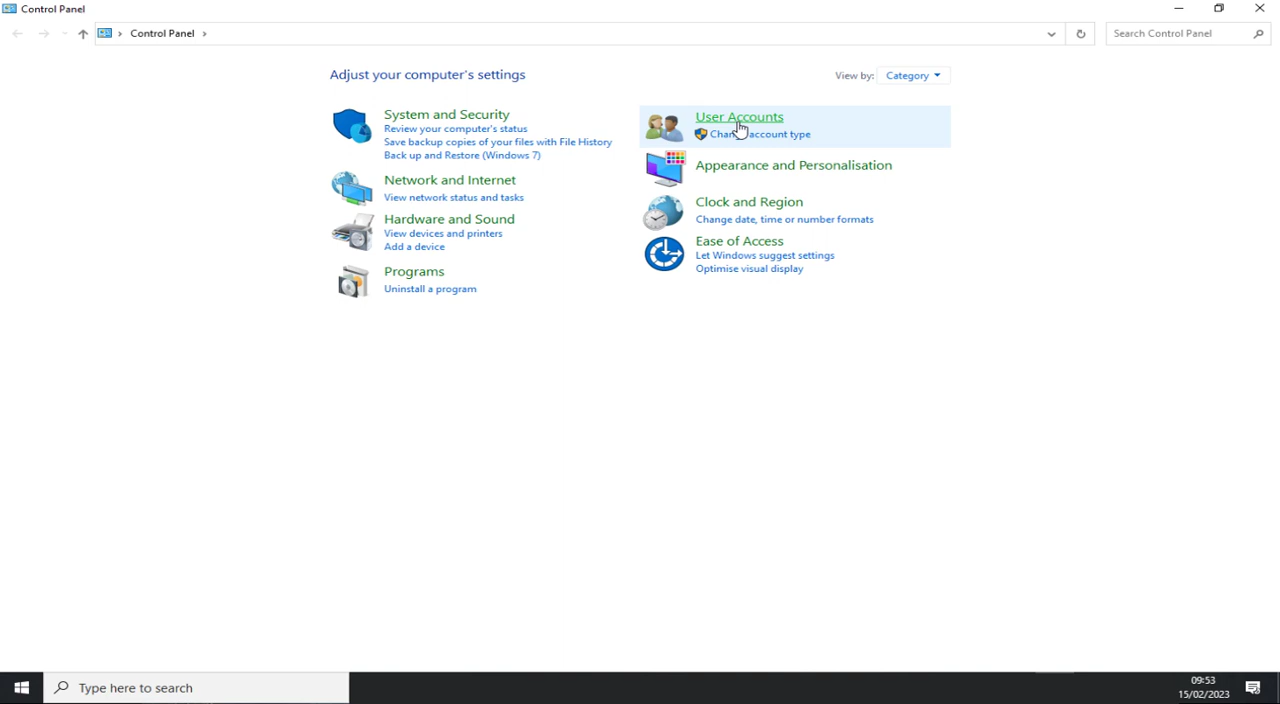 Control Panel
Control Panel
Search Control Panel
Adjust your computer's settings
View by: Category
System and Security
Review your computer's status
Save backup copies of your files with File History
Back up and Restore (Windows 7)
Network and Internet
View network status and tasks
Hardware and Sound
View devices and printers
Add a device
Programs
Uninstall a program
User Accounts
Change account type
Appearance and Personalisation
Clock and Region
Change date, time or number formats
Ease of Access
Let Windows suggest settings
Optimise visual display
Type here to search
09:53
15/02/2023